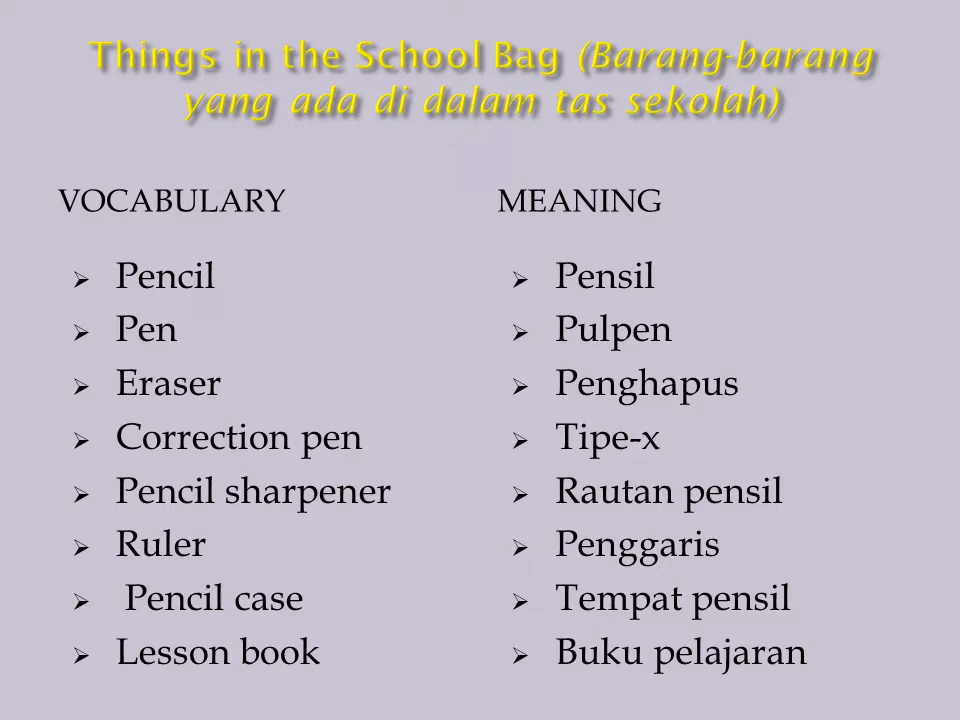 Things in the School Bag (Barang-barang
yang ada di dalam tas sekolah)
VOCABULARY
Pencil
Pen
Eraser
Correction pen
Pencil sharpener
Ruler
Pencil case
Lesson book
MEANING
Pensil
Pulpen
Penghapus
Tipe-x
Rautan pensil
Penggaris
Tempat pensil
Buku pelajaran